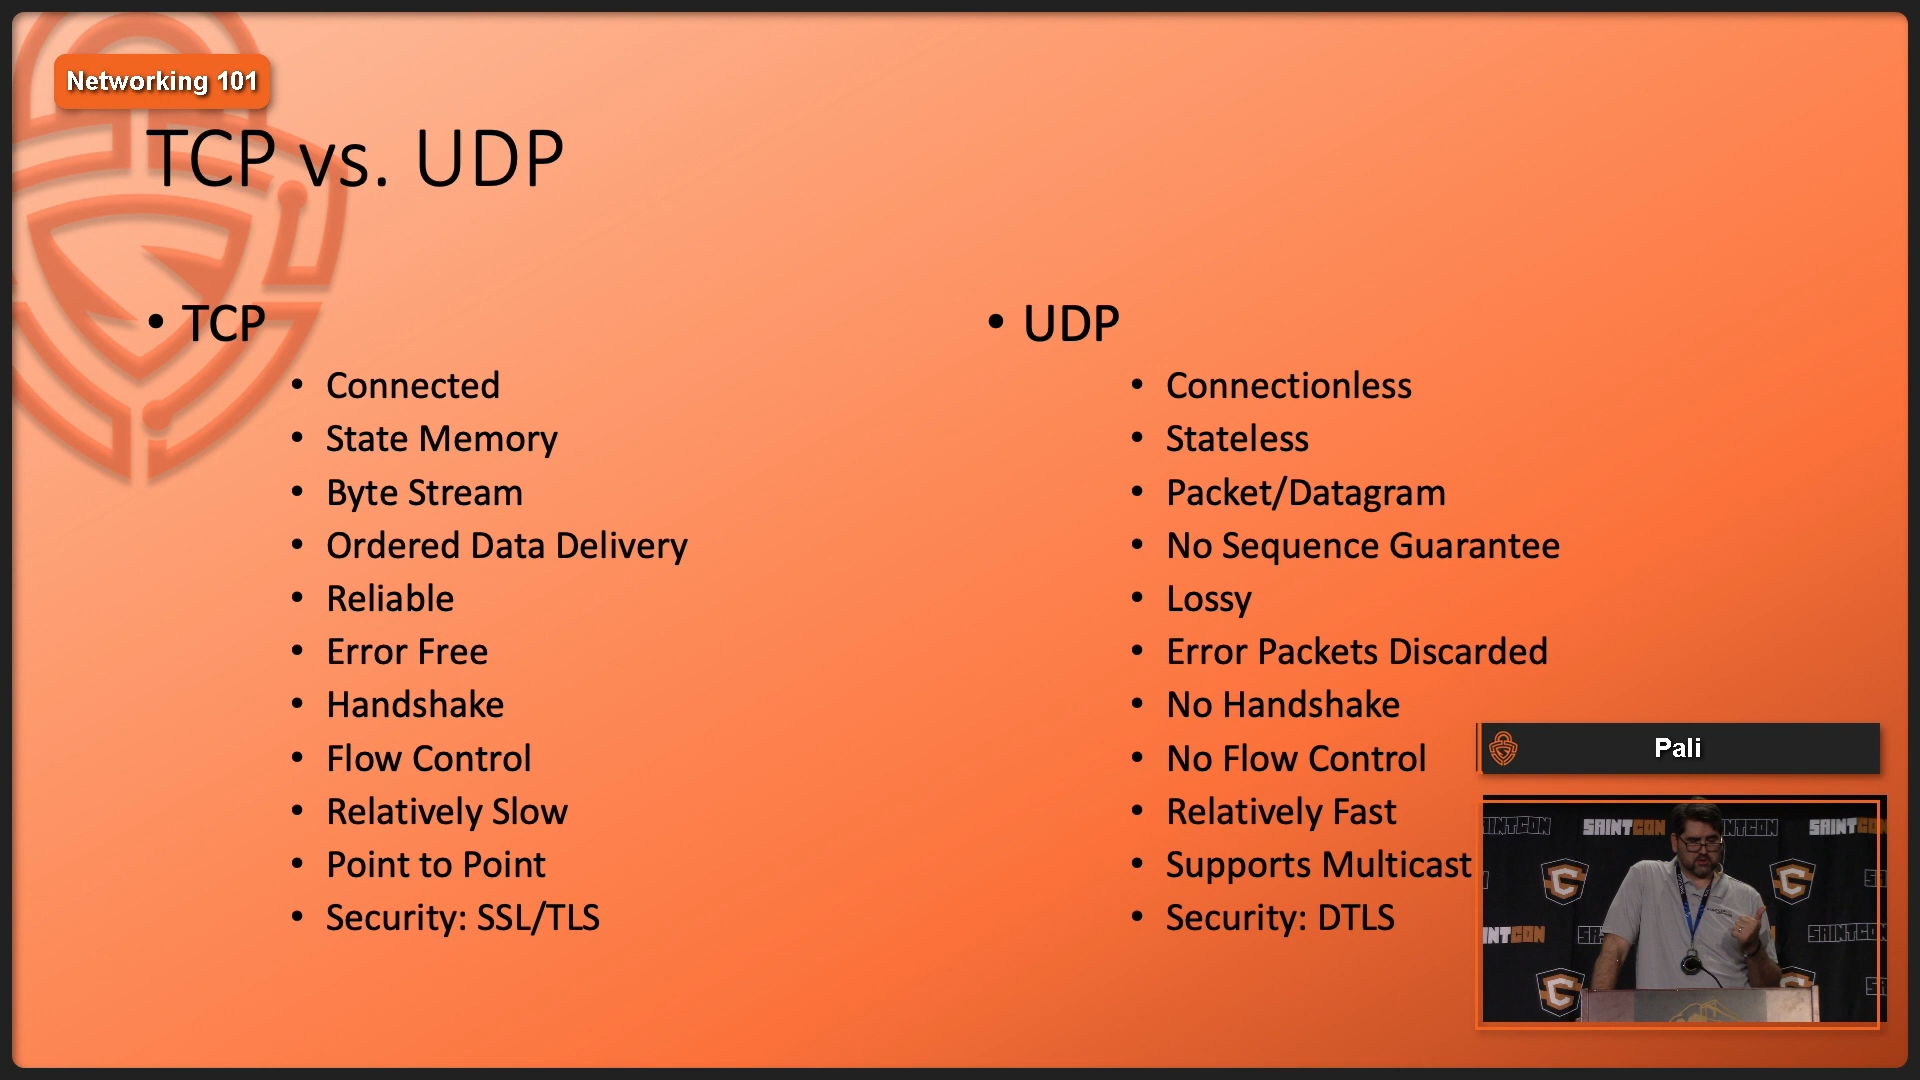 Networking 101
TCP vs. UDP
• TCP
• Connected
• State Memory
• Byte Stream
• Ordered Data Delivery
• Reliable
• Error Free
• Handshake
• Flow Control
• Relatively Slow
• Point to Point
• Security: SSL/TLS
• UDP
• Connectionless
• Stateless
• Packet/Datagram
• No Sequence Guarantee
• Lossy
• Error Packets Discarded
• No Handshake
• No Flow Control
• Relatively Fast
• Supports Multicast
• Security: DTLS
Pali
SAINTCON